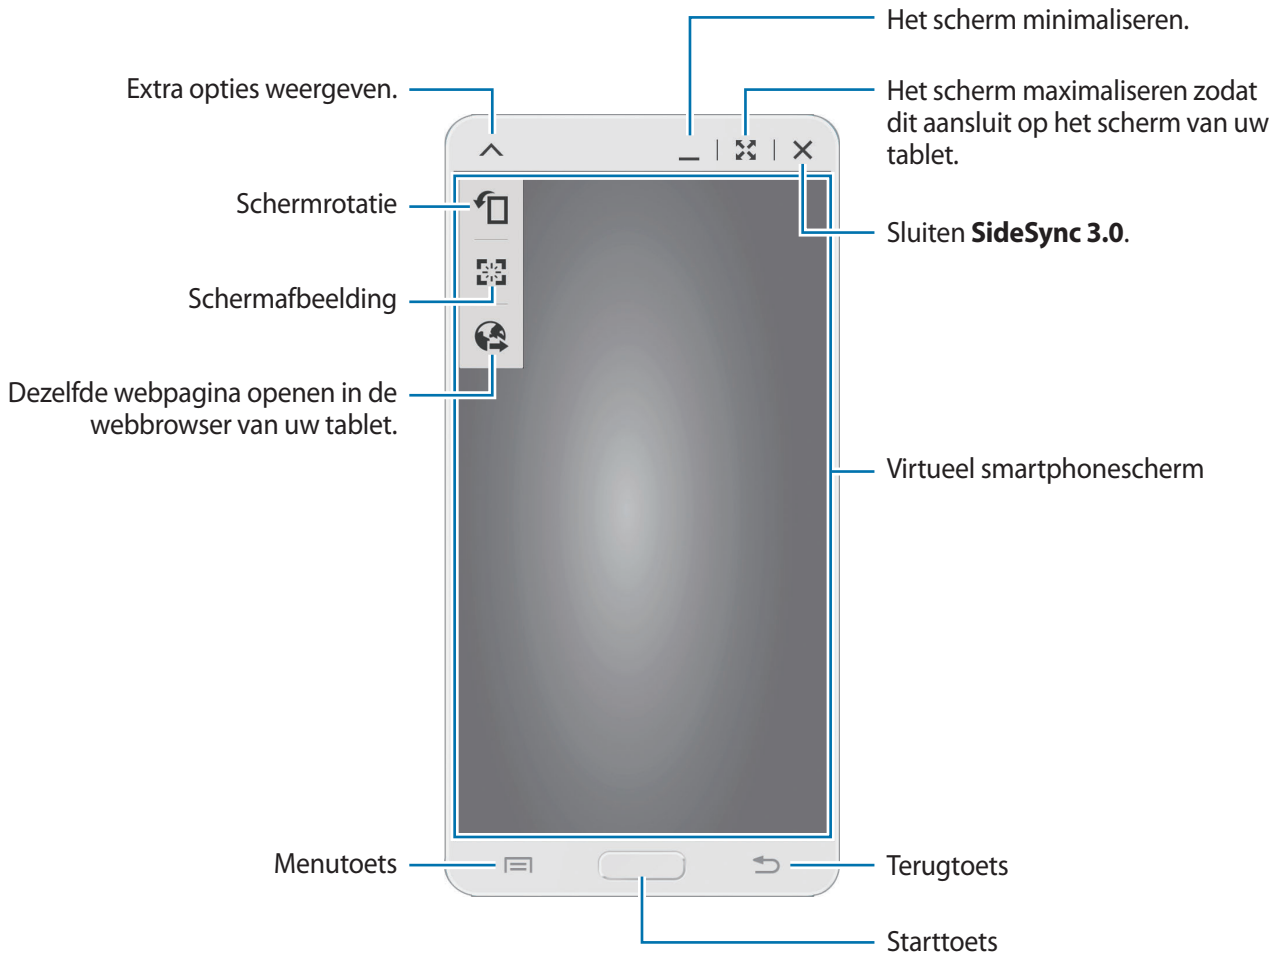 Het scherm minimaliseren.
Extra opties weergeven.
Het scherm maximaliseren zodat
dit aansluit op het scherm van uw
tablet.
Schermrotatie
Sluiten SideSync 3.0.
Schermafbeelding
Dezelfde webpagina openen in de
webbrowser van uw tablet.
Virtueel smartphonescherm
Menutoets
Terugtoets
Starttoets